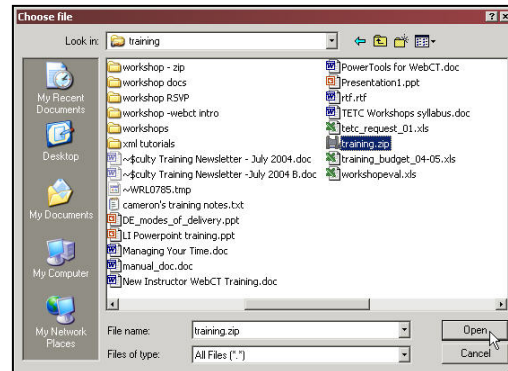 Choose file
Look in:
training
My Recent
Documents
Desktop
My Documents
My Computer
My Network
Places
workshop - zip
workshop docs
workshop RSVP
workshop -webct intro
workshops
xml tutorials
~$culty Training Newsletter - July 2004.doc
~$culty Training Newsletter -July 2004 B.doc
~WRL0785.tmp
cameron's training notes.txt
DE_modes_of_delivery.ppt
LI Powerpoint training.ppt
Managing Your Time.doc
manual_doc.doc
New Instructor WebCT Training.doc
PowerTools for WebCT.doc
Presentation1.ppt
rtf.rtf
TETC Workshops syllabus.doc
tetc_request_01.xls
training.zip
training_budget_04-05.xls
workshopeval.xls
File name:
training.zip
Open
Files of type:
All Files (*.*)
Cancel